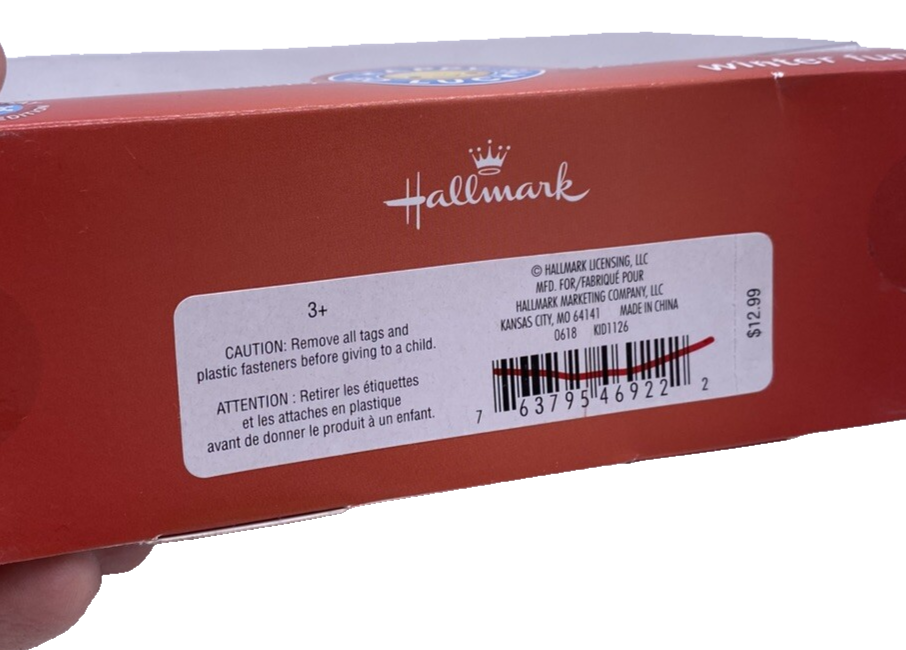 winter fun
Hallmark
3+
CAUTION: Remove all tags and
plastic fasteners before giving to a child.
ATTENTION : Retirer les étiquettes
et les attaches en plastique
avant de donner le produit à un enfant.
© HALLMARK LICENSING, LLC
MFD. FOR/FABRIQUÉ POUR
HALLMARK MARKETING COMPANY, LLC
KANSAS CITY, MO 64141 MADE IN CHINA
0618 KID1126
7 63795 46922 2
$12.99